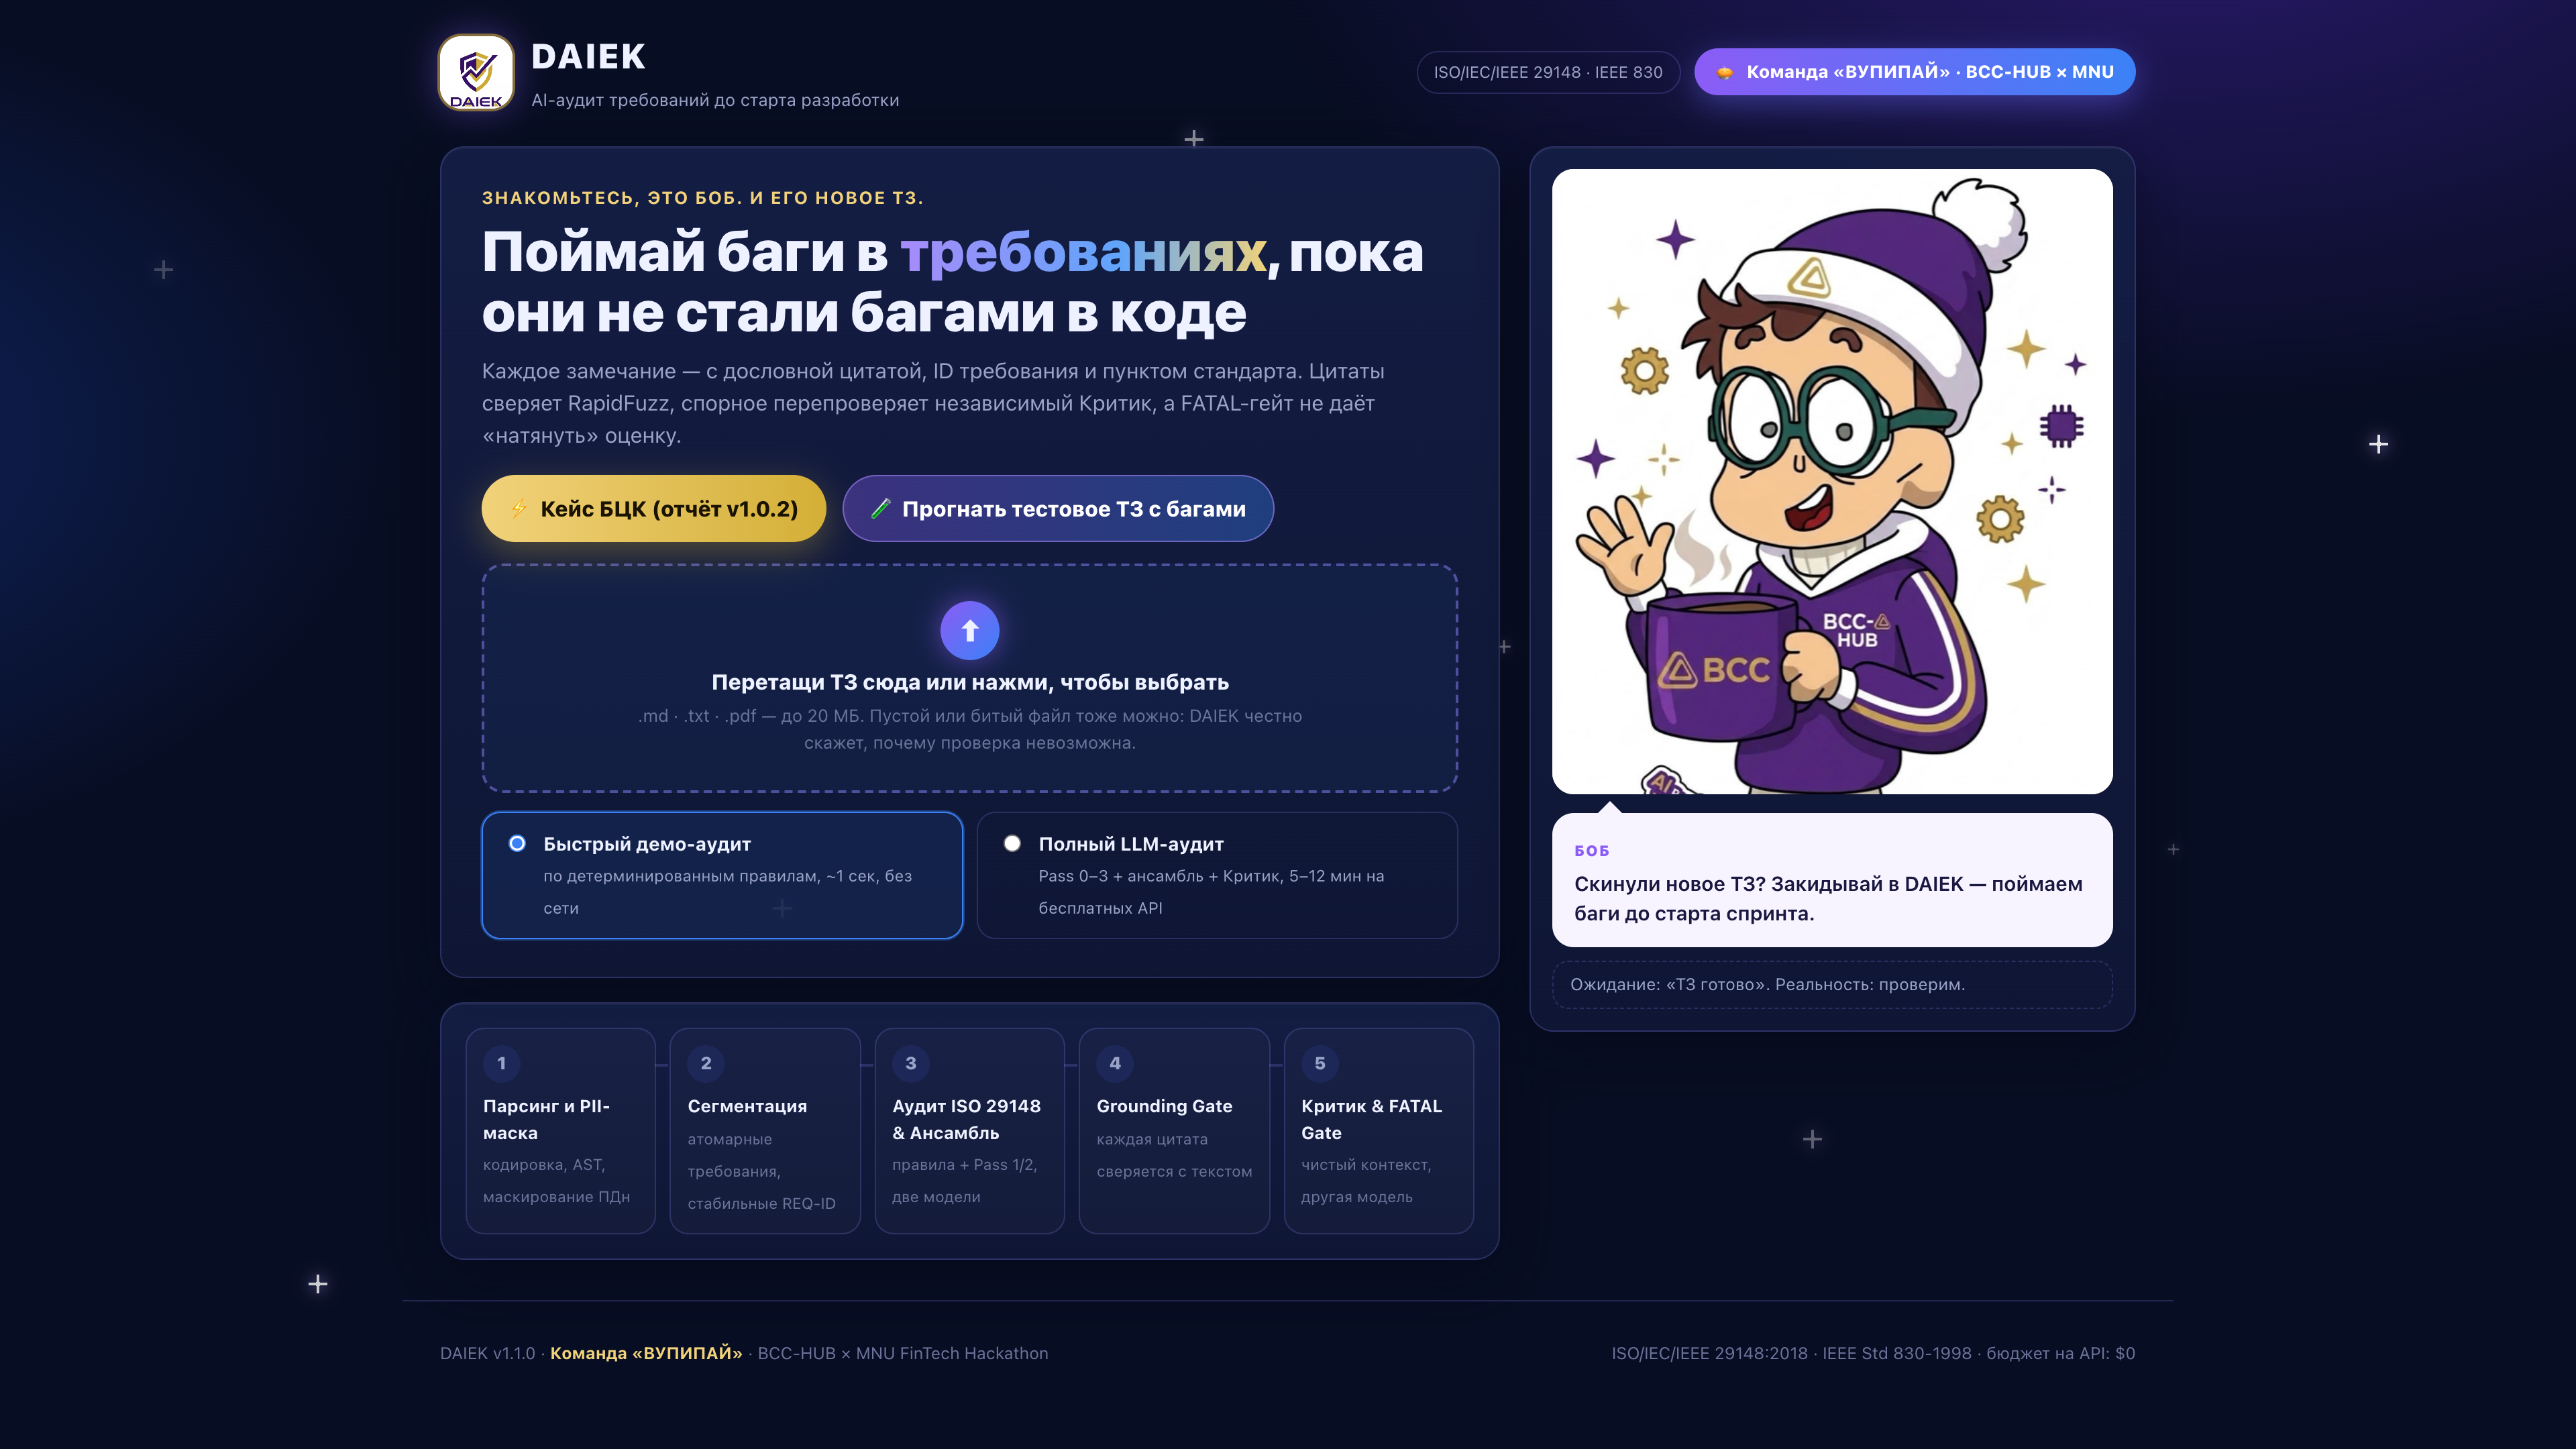 DAIEK
DAIEK
AI-аудит требований до старта разработки
ISO/IEC/IEEE 29148 · IEEE 830
Команда «ВУПИПАЙ» · BCC-HUB × MNU
ЗНАКОМЬТЕСЬ, ЭТО БОБ. И ЕГО НОВОЕ ТЗ.
Поймай баги в требованиях, пока
они не стали багами в коде
Каждое замечание — с дословной цитатой, ID требования и пунктом стандарта. Цитаты
сверяет RapidFuzz, спорное перепроверяет независимый Критик, а FATAL-гейт не даёт
«натянуть» оценку.
Кейс БЦК (отчёт v1.0.2)
Прогнать тестовое ТЗ с багами
Перетащи ТЗ сюда или нажми, чтобы выбрать
.md · .txt · .pdf — до 20 МБ. Пустой или битый файл тоже можно: DAIEK честно
скажет, почему проверка невозможна.
Быстрый демо-аудит
по детерминированным правилам, ~1 сек, без
сети
Полный LLM-аудит
Pass 0–3 + ансамбль + Критик, 5–12 мин на
бесплатных API
BCC-
HUB
BCC
AI
БОБ
Скинули новое ТЗ? Закидывай в DAIEK — поймаем
баги до старта спринта.
Ожидание: «ТЗ готово». Реальность: проверим.
1
Парсинг и PII-
маска
кодировка, AST,
маскирование ПДн
2
Сегментация
атомарные
требования,
стабильные REQ-ID
3
Аудит ISO 29148
& Ансамбль
правила + Pass 1/2,
две модели
4
Grounding Gate
каждая цитата
сверяется с текстом
5
Критик & FATAL
Gate
чистый контекст,
другая модель
DAIEK v1.1.0 · Команда «ВУПИПАЙ» · BCC-HUB × MNU FinTech Hackathon
ISO/IEC/IEEE 29148:2018 · IEEE Std 830-1998 · бюджет на API: $0